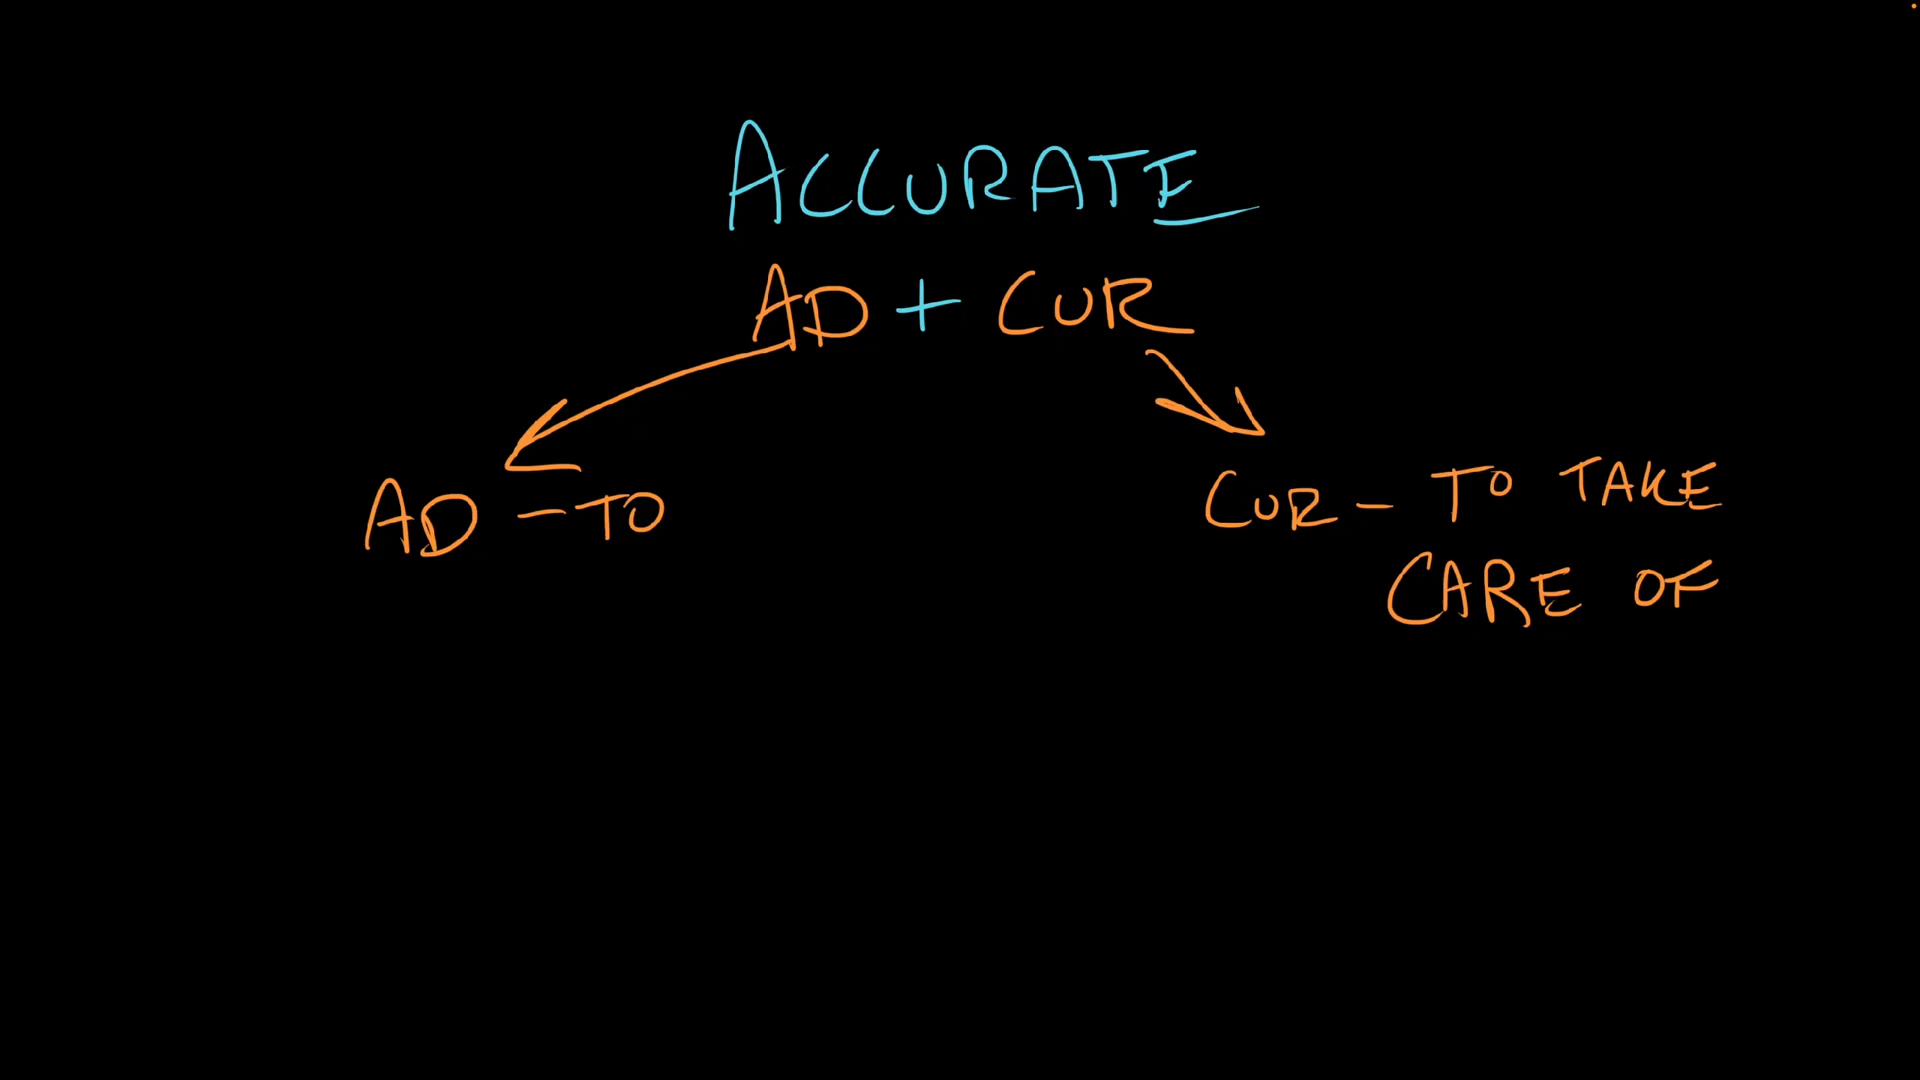 ACCURATE
AD + CUR
AD - TO
CUR - TO TAKE
CARE OF